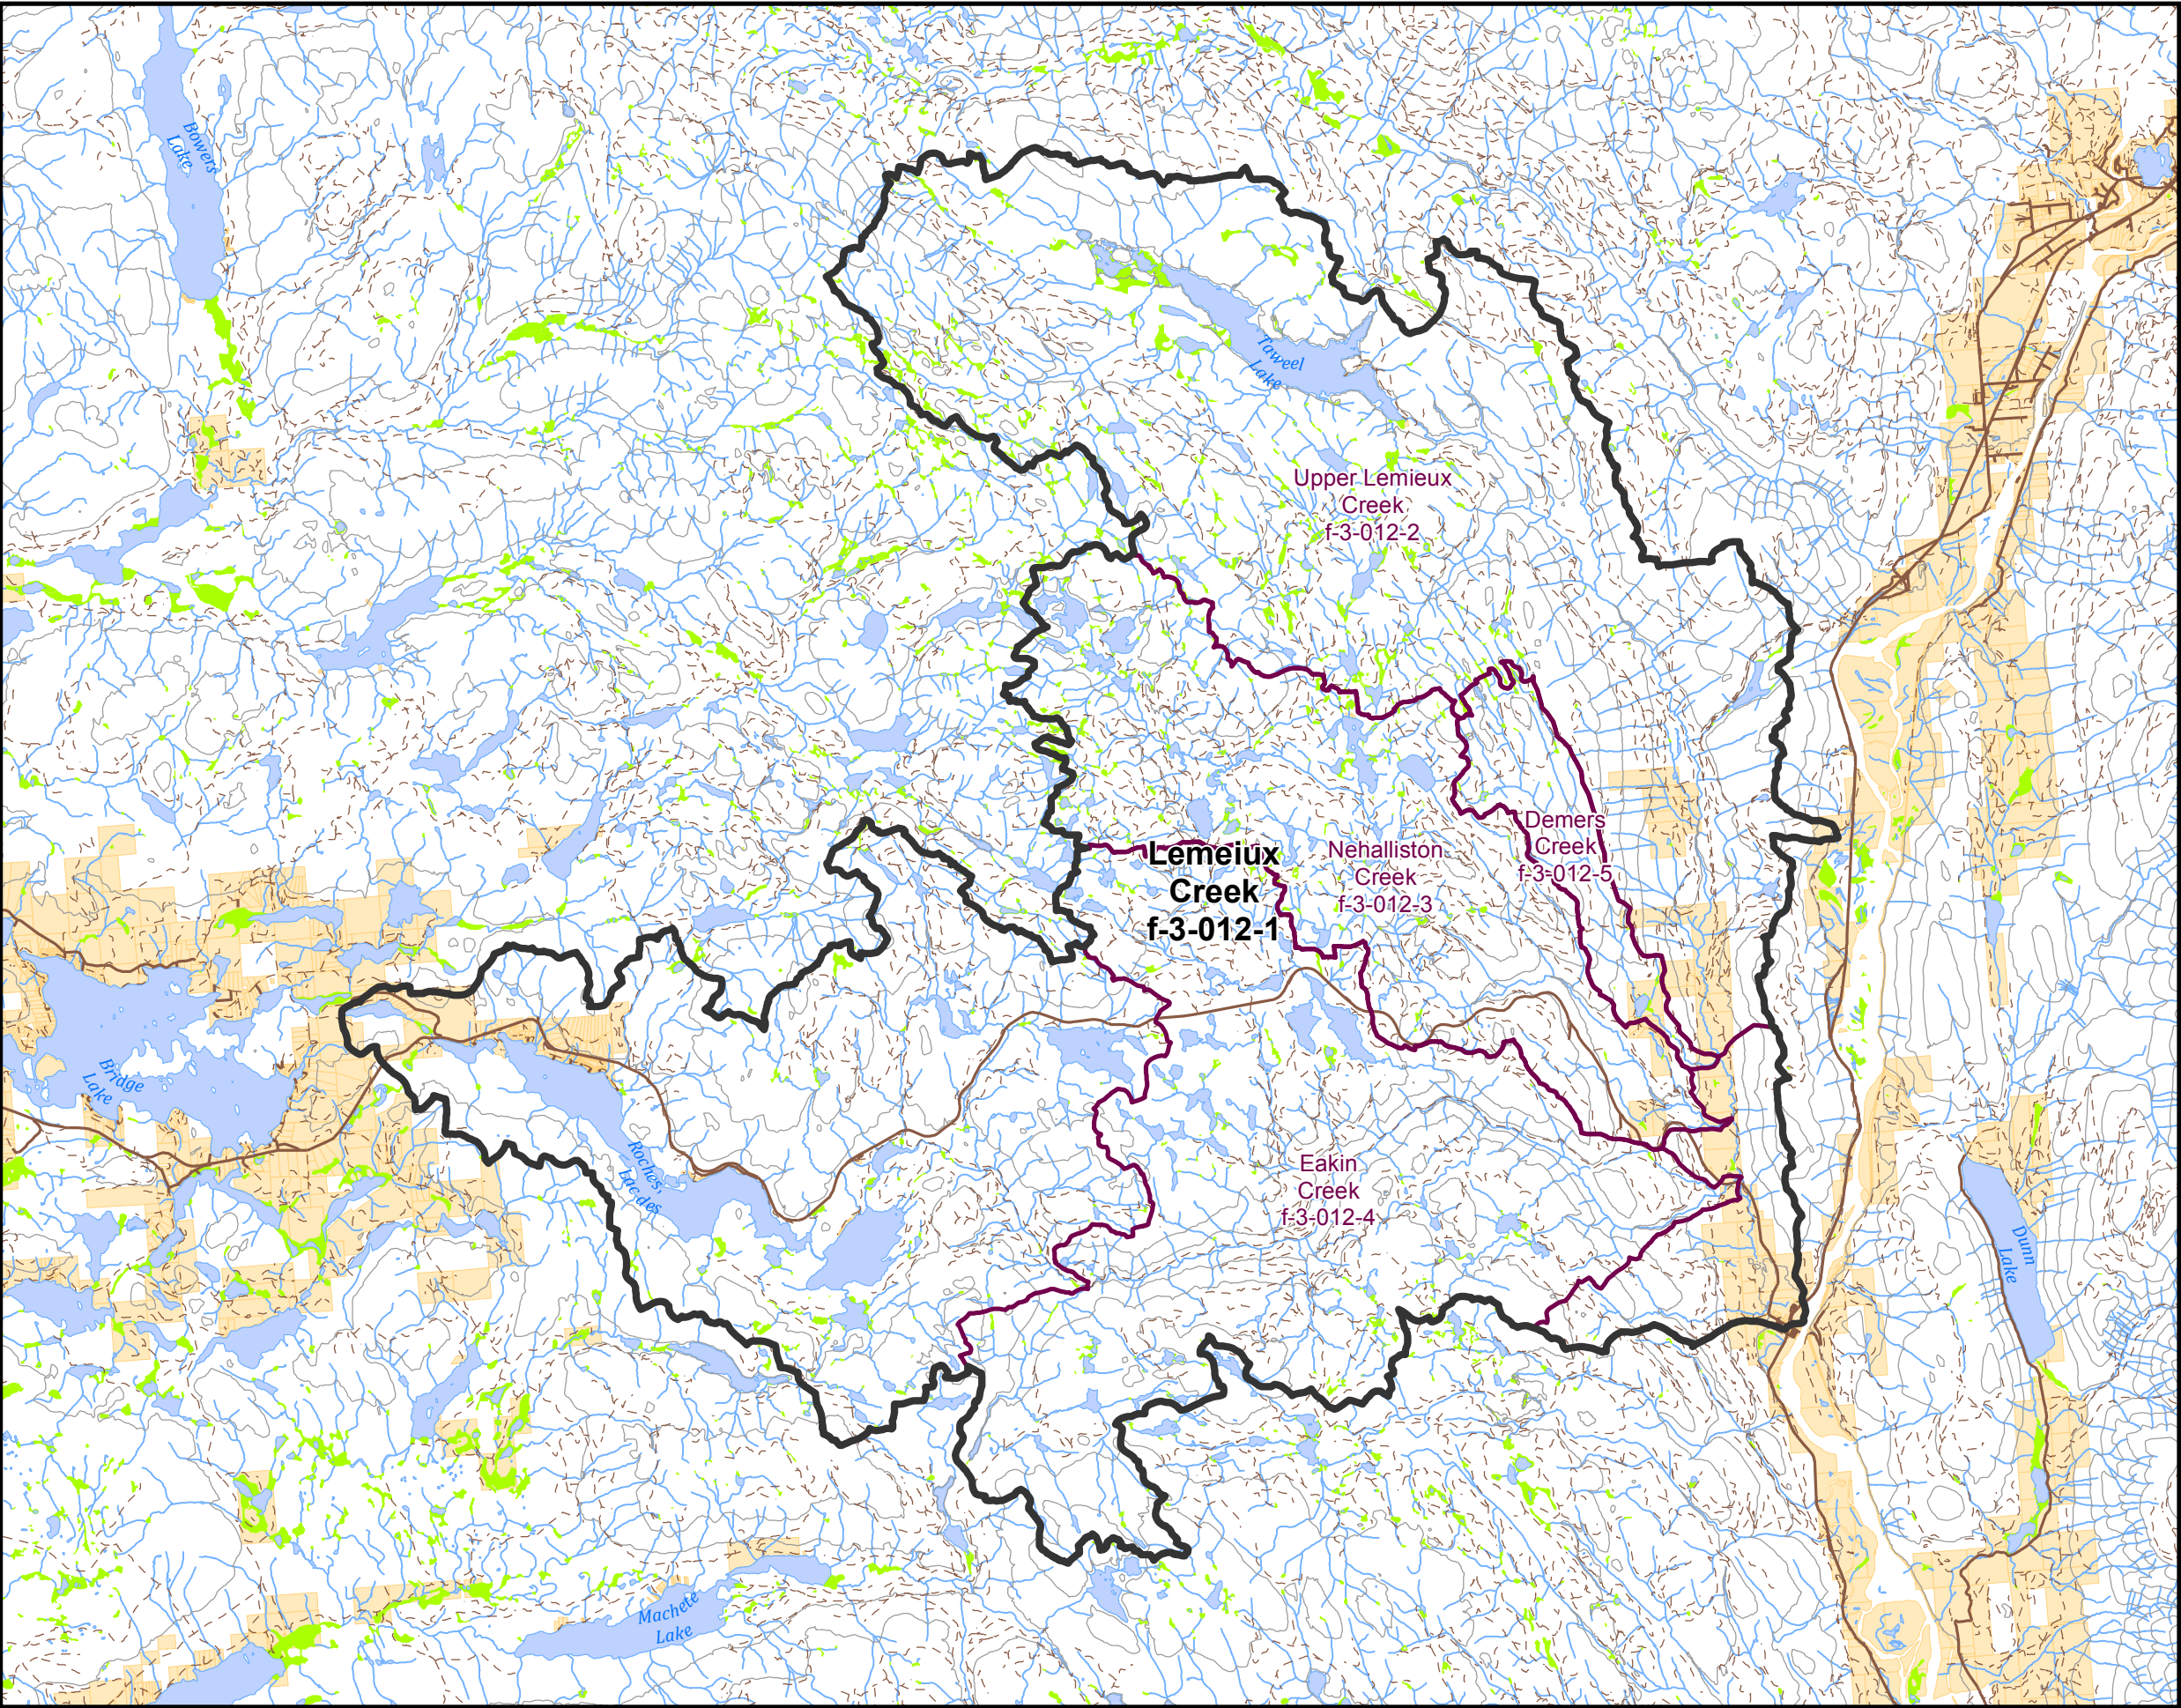 Bowers
Lake
Taweel
Lake
Upper Lemieux
Creek
f-3-012-2
Demers
Creek
f-3-012-5
Lemeiux
Creek
f-3-012-1
Nehalliston
Creek
f-3-012-3
Bridge
Lake
Roches,
Lac des
Eakin
Creek
f-3-012-4
Dunn
Lake
Machete
Lake